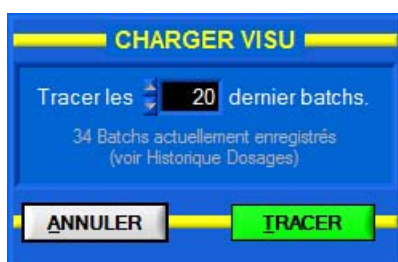 CHARGER VISU
Tracer les 20 dernier batchs.
34 Batchs actuellement enregistrés
(voir Historique Dosages)
ANNULER TRACER